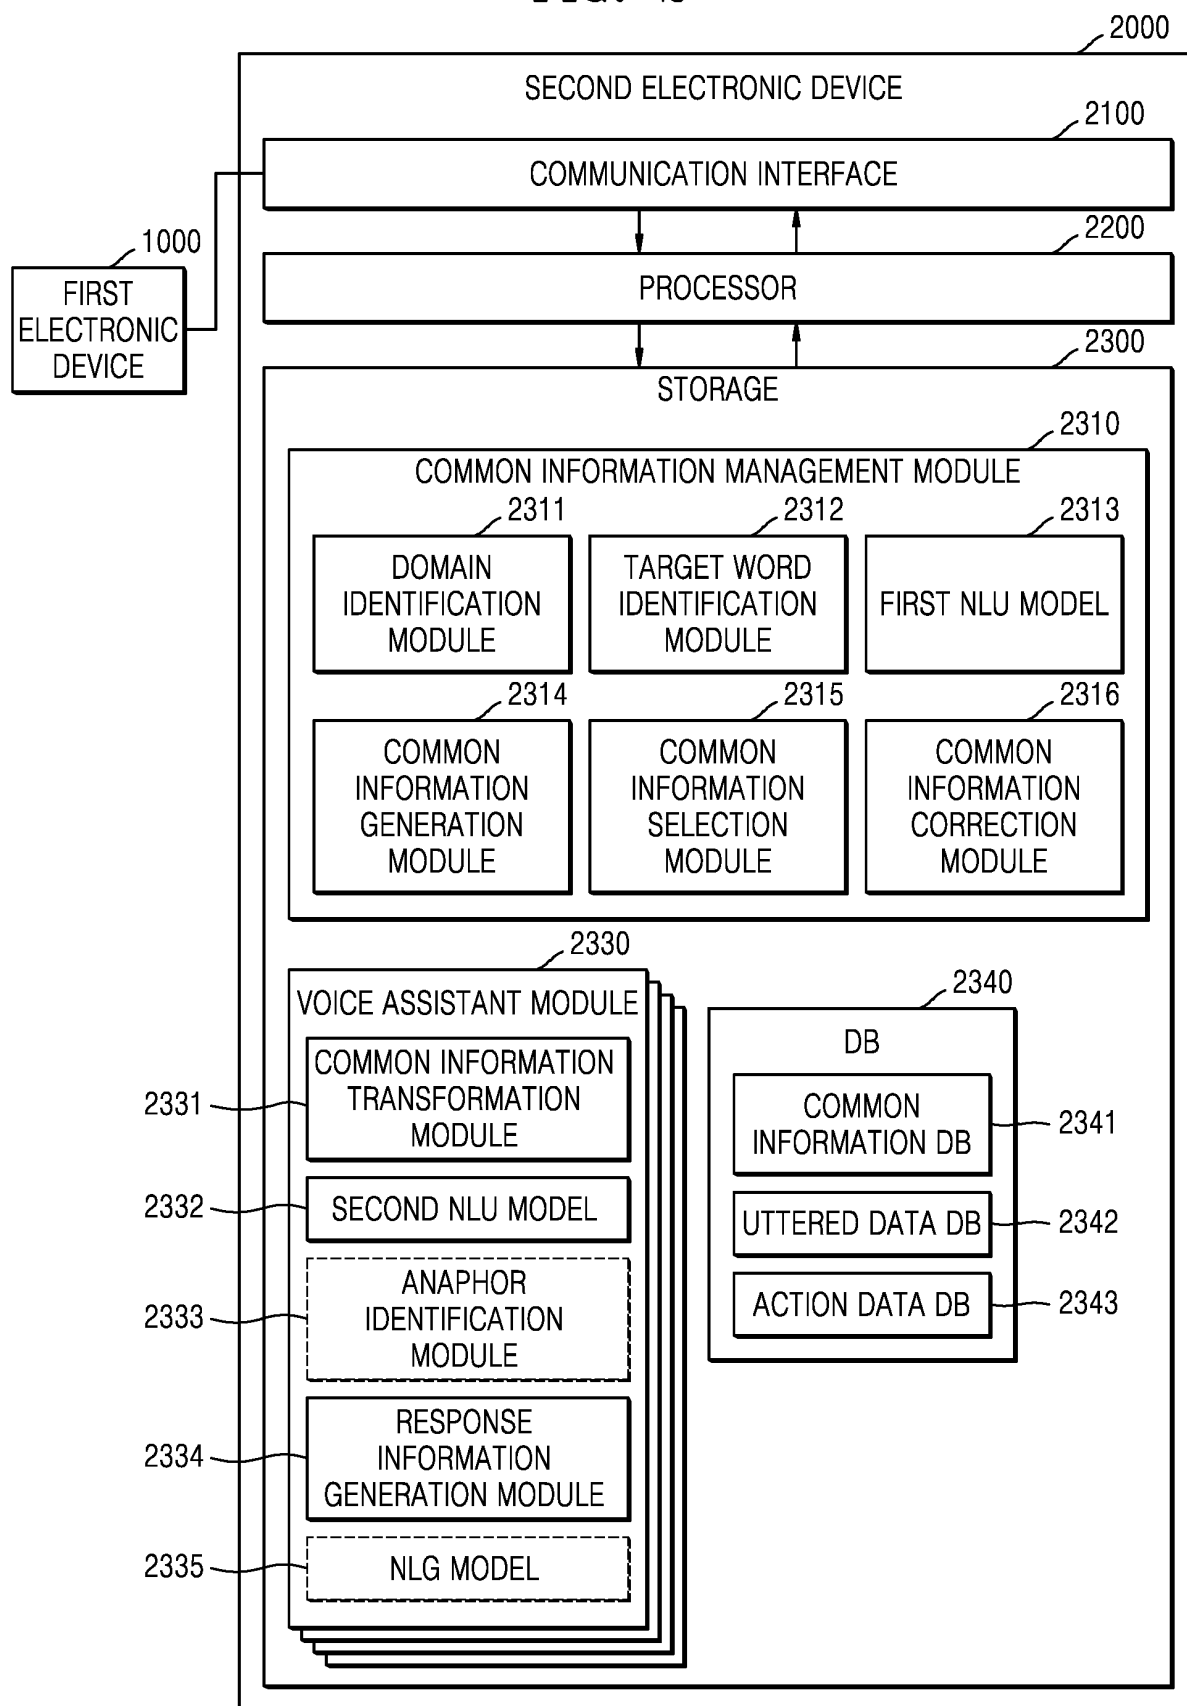 2000
SECOND ELECTRONIC DEVICE
2100
COMMUNICATION INTERFACE
1000
FIRST
ELECTRONIC
DEVICE
2200
PROCESSOR
2300
STORAGE
2310
COMMON INFORMATION MANAGEMENT MODULE
2311
DOMAIN
IDENTIFICATION
MODULE
2312
TARGET WORD
IDENTIFICATION
MODULE
2313
FIRST NLU MODEL
2314
COMMON
INFORMATION
GENERATION
MODULE
2315
COMMON
INFORMATION
SELECTION
MODULE
2316
COMMON
INFORMATION
CORRECTION
MODULE
2330
VOICE ASSISTANT MODULE
2331
COMMON INFORMATION
TRANSFORMATION
MODULE
2332
SECOND NLU MODEL
2333
ANAPHOR
IDENTIFICATION
MODULE
2334
RESPONSE
INFORMATION
GENERATION MODULE
2335
NLG MODEL
2340
DB
COMMON
INFORMATION DB
2341
UTTERED DATA DB
2342
ACTION DATA DB
2343